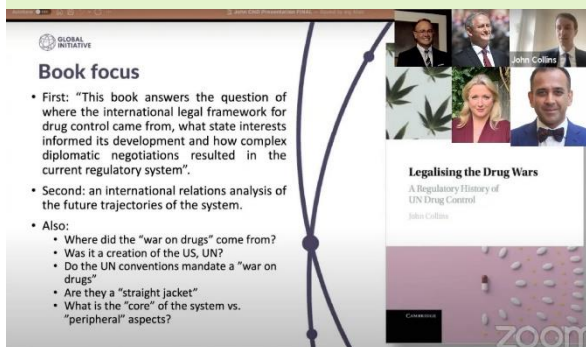 GLOBAL
INITIATIVE
Book focus
• First: "This book answers the question of
where the international legal framework for
drug control came from, what state interests
informed its development and how complex
diplomatic negotiations resulted in the
current regulatory system".
• Second: an international relations analysis of
the future trajectories of the system.
• Also:
• Where did the "war on drugs" come from?
• Was it a creation of the US, UN?
• Do the UN conventions mandate a "war on
drugs"
• Are they a "straight jacket"
• What is the "core" of the system vs.
"peripheral" aspects?
John Collins
Legalising the Drug Wars
A Regulatory History of
UN Drug Control
John Collins
CAMBRIDGE
zoom